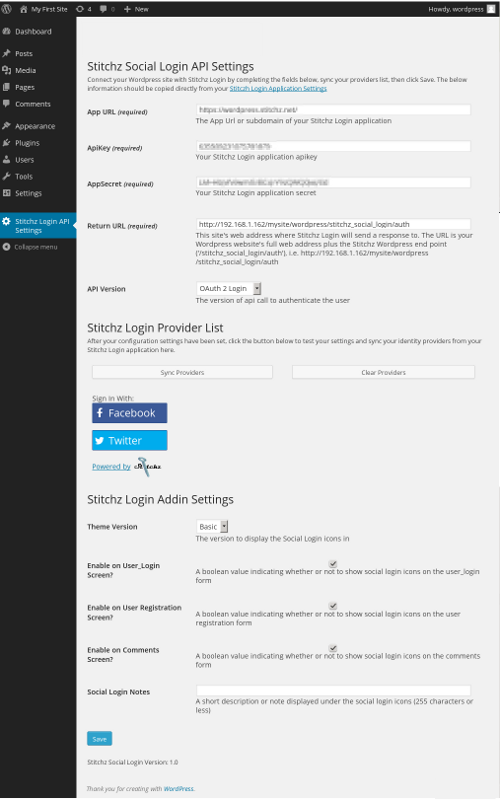 My First Site 4 0 + New Howdy, wordpress
Dashboard
Posts
Media
Pages
Comments
Appearance
Plugins
Users
Tools
Settings
Stitchz Login API
Settings
Collapse menu
Stitchz Social Login API Settings
Connect your Wordpress site with Stitchz Login by completing the fields below, sync your providers list, then click Save. The below
information should be copied directly from your Stitchz Login Application Settings
App URL (required) https://wordpress.stitchz.net/
The App Url or subdomain of your Stitchz Login application
ApiKey (required)
Your Stitchz Login application apikey
AppSecret (required)
Your Stitchz Login application secret
Return URL (required) http://192.168.1.162/mysite/wordpress/stitchz_social_login/auth
This site's web address where Stitchz Login will send a response to. The URL is your
Wordpress website's full web address plus the Stitchz Wordpress end point
('/stitchz_social_login/auth'), i.e. http://192.168.1.162/mysite/wordpress
/stitchz_social_login/auth
API Version OAuth 2 Login
The version of api call to authenticate the user
Stitchz Login Provider List
After your configuration settings have been set, click the button below to test your settings and sync your identity providers from your
Stitchz Login application here.
Sync Providers Clear Providers
Sign In With:
Facebook
Twitter
Powered by Stitchz
Stitchz Login Addin Settings
Theme Version Basic
The version to display the Social Login icons in
Enable on User_Login
Screen?
A boolean value indicating whether or not to show social login icons on the user_login
form
Enable on User Registration
Screen?
A boolean value indicating whether or not to show social login icons on the user
registration form
Enable on Comments
Screen?
A boolean value indicating whether or not to show social login icons on the comments
form
Social Login Notes
A short description or note displayed under the social login icons (255 characters or
less)
Save
Stitchz Social Login Version: 1.0
Thank you for creating with WordPress.